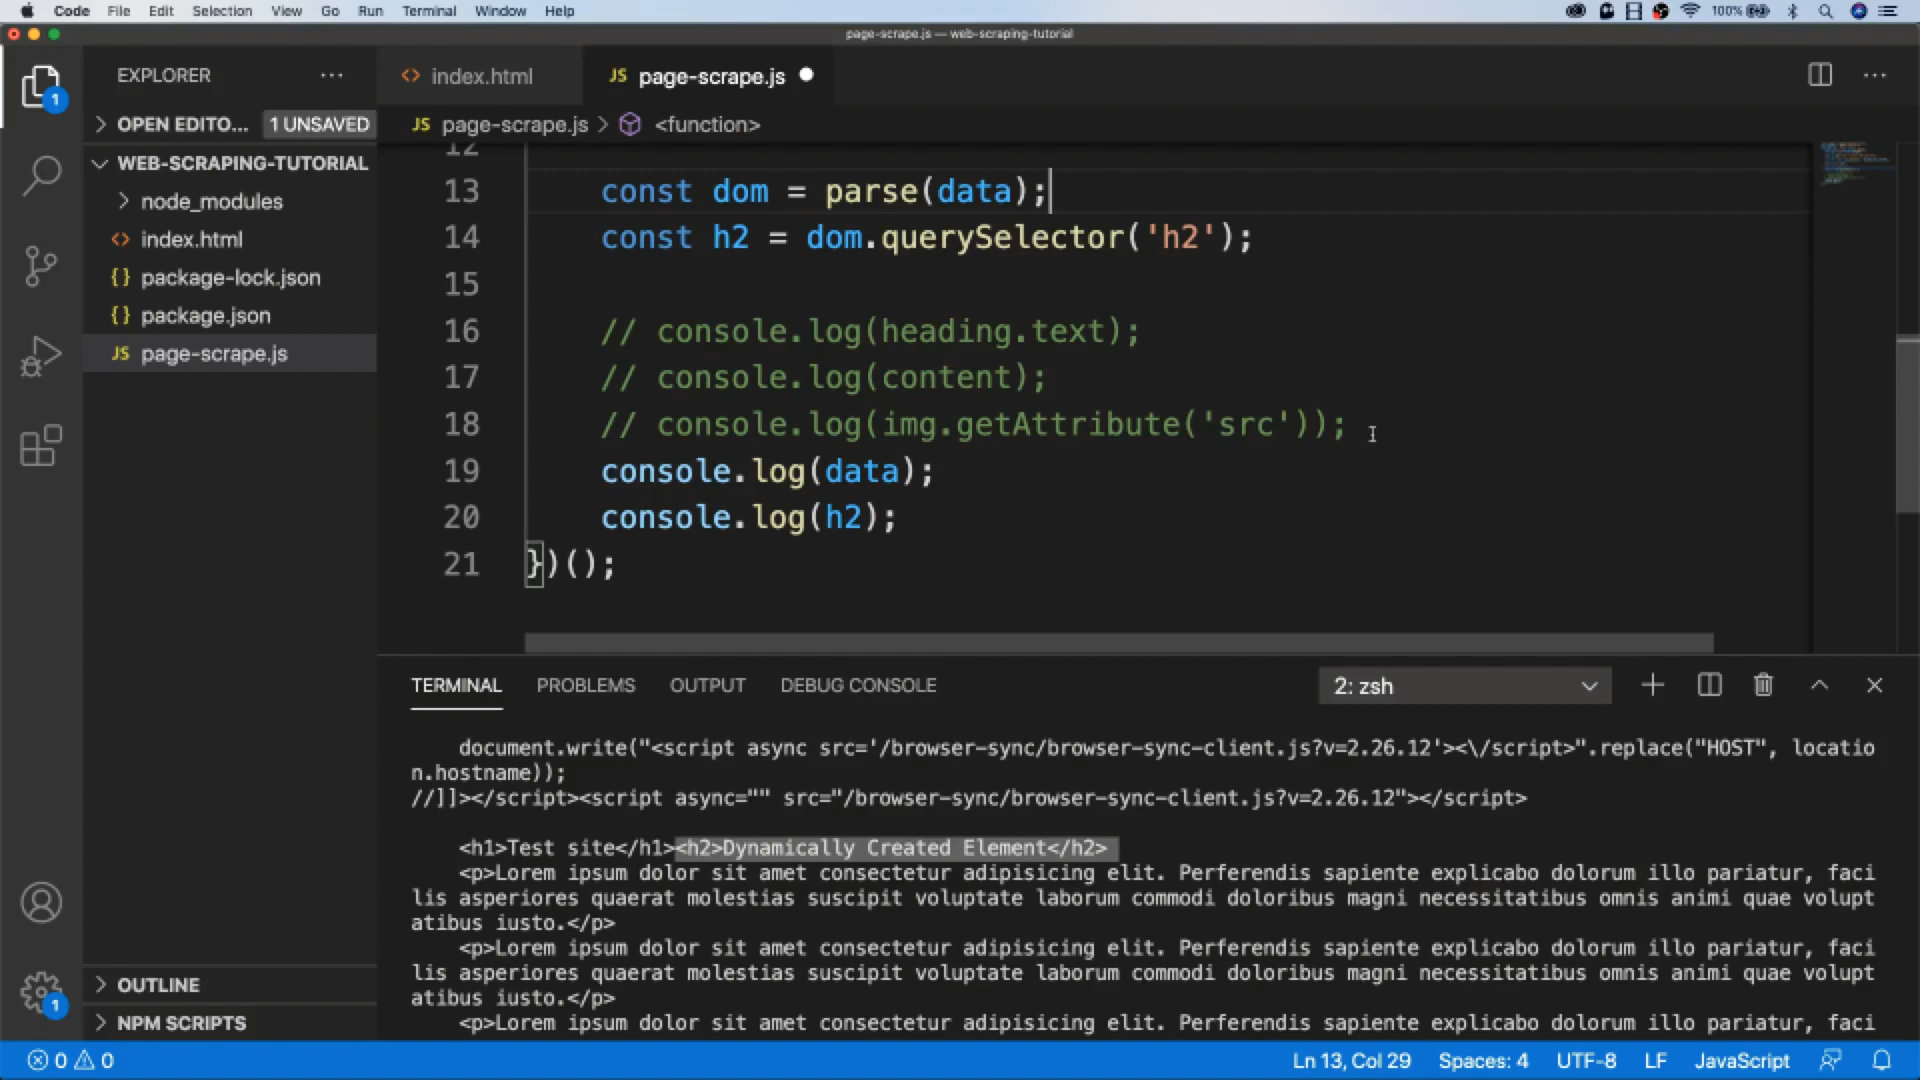 Code File Edit Selection View Go Run Terminal Window Help
100%
page-scrape.js — web-scraping-tutorial
EXPLORER
index.html
JS page-scrape.js
OPEN EDITO... 1 UNSAVED
JS page-scrape.js > <function>
WEB-SCRAPING-TUTORIAL
node_modules
<> index.html
{} package-lock.json
{} package.json
JS page-scrape.js
1
12
13 const dom = parse(data);
14 const h2 = dom.querySelector('h2');
15
16 // console.log(heading.text);
17 // console.log(content);
18 // console.log(img.getAttribute('src'));
19 console.log(data);
20 console.log(h2);
21 })();
TERMINAL PROBLEMS OUTPUT DEBUG CONSOLE
2: zsh
document.write("<script async src='/browser-sync/browser-sync-client.js?v=2.26.12'><\/script>".replace("HOST", locatio
n.hostname));
//]]></script><script async="" src="/browser-sync/browser-sync-client.js?v=2.26.12"></script>
<h1>Test site</h1><h2>Dynamically Created Element</h2>
<p>Lorem ipsum dolor sit amet consectetur adipisicing elit. Perferendis sapiente explicabo dolorum illo pariatur, faci
lis asperiores quaerat molestias suscipit voluptate laborum commodi doloribus magni necessitatibus omnis animi quae volupt
atibus iusto.</p>
<p>Lorem ipsum dolor sit amet consectetur adipisicing elit. Perferendis sapiente explicabo dolorum illo pariatur, faci
lis asperiores quaerat molestias suscipit voluptate laborum commodi doloribus magni necessitatibus omnis animi quae volupt
atibus iusto.</p>
<p>Lorem ipsum dolor sit amet consectetur adipisicing elit. Perferendis sapiente explicabo dolorum illo pariatur, faci
OUTLINE
NPM SCRIPTS
1
0 0
Ln 13, Col 29 Spaces: 4 UTF-8 LF JavaScript